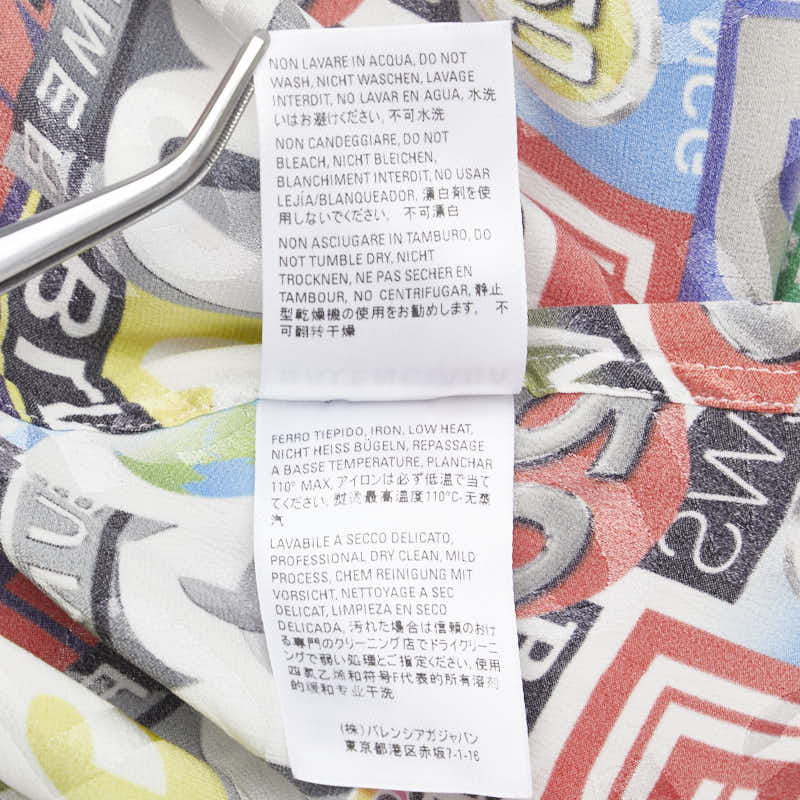 NON LAVARE IN ACQUA, DO NOT
WASH, NICHT WASCHEN, LAVAGE
INTERDIT, NO LAVAR EN AGUA, 水洗
いはお避けください, 不可水洗
NON CANDEGGIARE, DO NOT
BLEACH, NICHT BLEICHEN,
BLANCHIMENT INTERDIT, NO USAR
LEJÍA/BLANQUEADOR, 漂白剤を使
用しないでください, 不可漂白
NON ASCIUGARE IN TAMBURO, DO
NOT TUMBLE DRY, NICHT
TROCKNEN, NE PAS SECHER EN
TAMBOUR, NO CENTRIFUGAR, 静止
型乾燥機の使用をお勧めします, 不
可翻转干燥
FERRO TIEPIDO, IRON, LOW HEAT,
NICHT HEISS BÜGELN, REPASSAGE
A BASSE TEMPERATURE, PLANCHAR
110° MAX, アイロンは必ず低温で当て
てください, 熨烫最高温度110°C-无蒸
汽
LAVABILE A SECCO DELICATO,
PROFESSIONAL DRY CLEAN, MILD
PROCESS, CHEM REINIGUNG MIT
VORSICHT, NETTOYAGE A SEC
DELICAT, LIMPIEZA EN SECO
DELICADA, 汚れた場合は信頼のおけ
る専門のクリーニング店でドライクリーニ
ングで弱い処理とご指定ください, 使用
四氯乙烯和符号F代表的所有溶剂
的缓和专业干洗
(株)バレンシアガジャパン
東京都港区赤坂7-1-16
WEB
Br
SMM